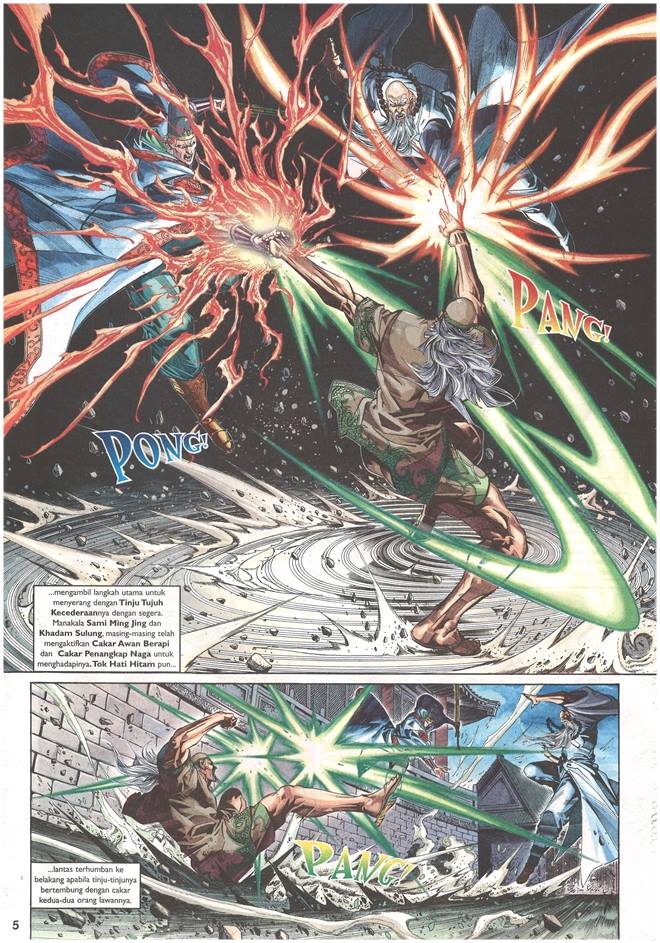 PANG!
PONG!
...mengambil langkah utama untuk
menyerang dengan Tinju Tujuh
Kecederaannya dengan segera.
Manakala Sami Ming Jing dan
Khadam Sulung, masing-masing telah
mengaktifkan Cakar Awan Berapi
dan Cakar Penangkap Naga untuk
menghadapinya. Tok Hati Hitam pun...
PANG!
...lantas terhumban ke
belakang apabila tinju-tinjunya
bertembung dengan cakar
kedua-dua orang lawannya.
5